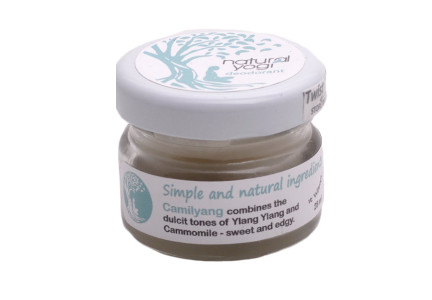 natural
yogi
deodorant
Twist
Simple and natural ingredie
Camilyang combines the
dulcit tones of Ylang Ylang and
Cammomile - sweet and edgy.